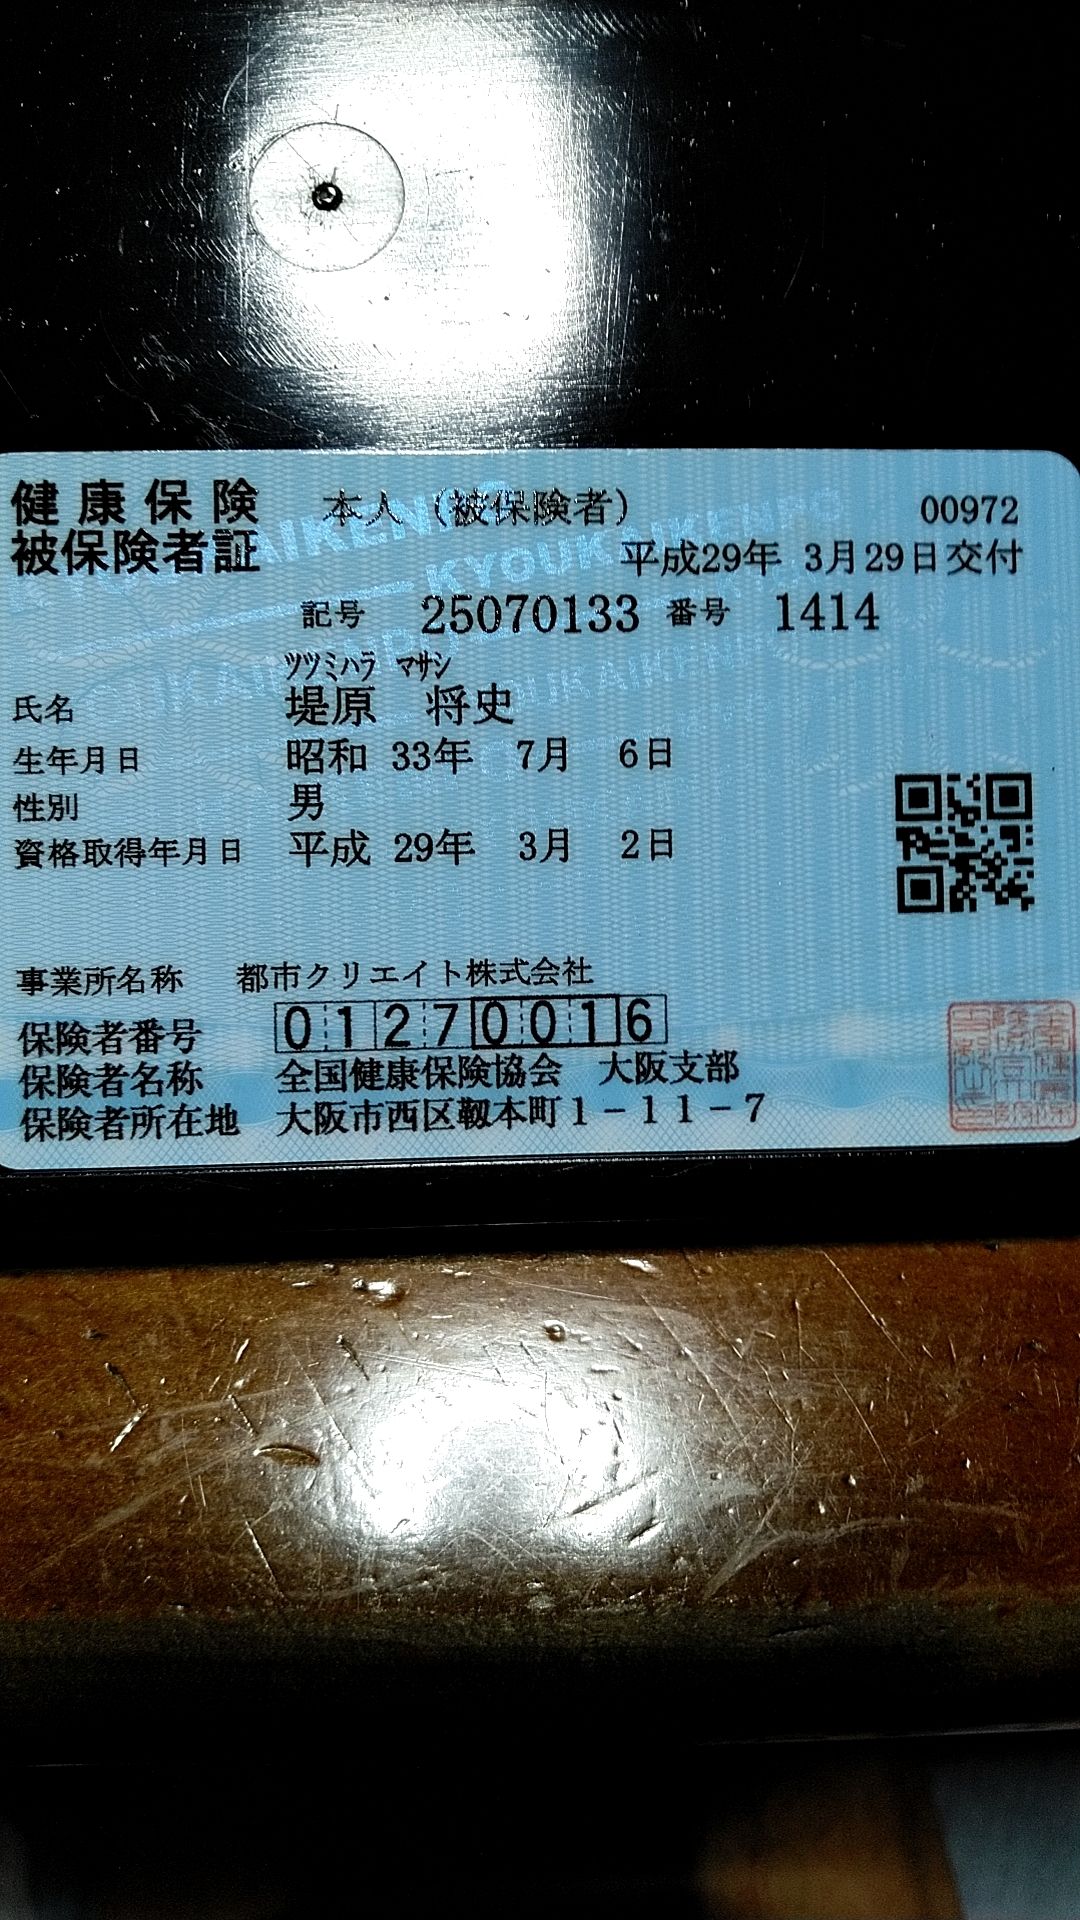 健康保険 本人（被保険者） 00972
被保険者証 平成29年 3月29日交付
記号 25070133 番号 1414
ﾂﾂﾐﾊﾗ ﾏｻｼ
氏名 堤原 将史
生年月日 昭和 33年 7月 6日
性別 男
資格取得年月日 平成 29年 3月 2日
事業所名称 都市クリエイト株式会社
保険者番号 01270016
保険者名称 全国健康保険協会 大阪支部
保険者所在地 大阪市西区靱本町1－11－7